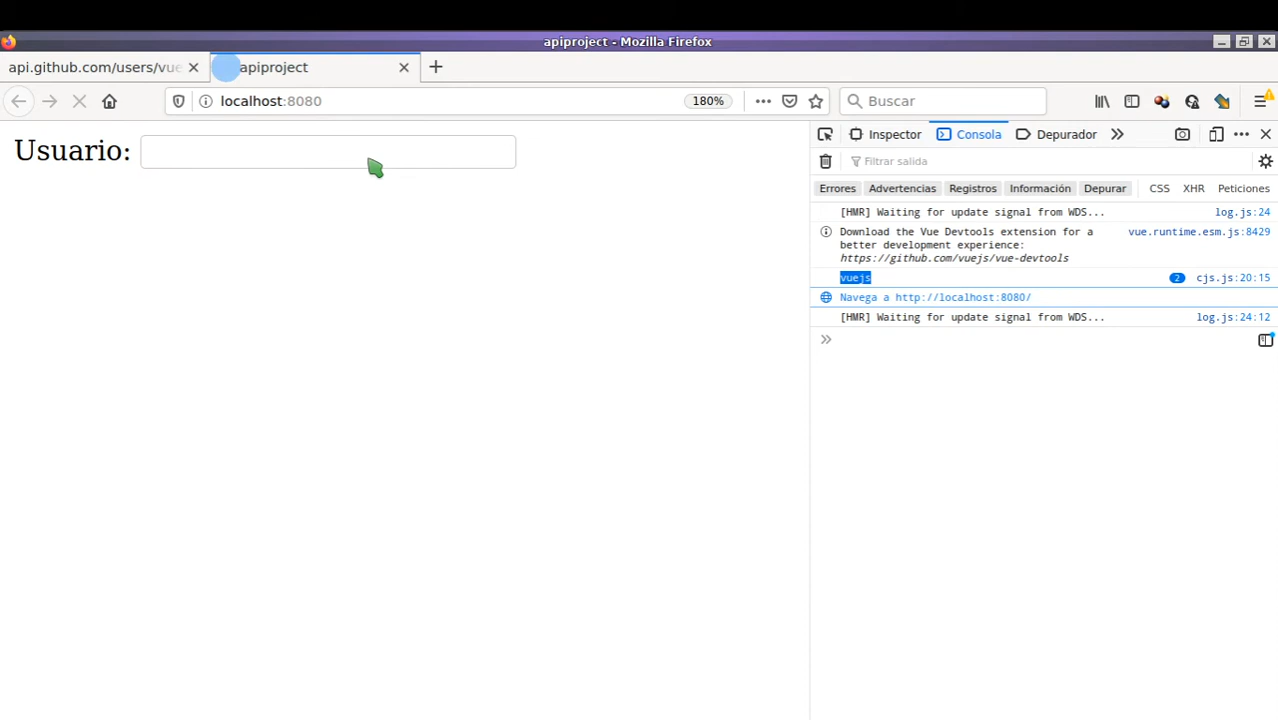 apiproject - Mozilla Firefox
api.github.com/users/vue
apiproject
localhost:8080
180%
Buscar
Usuario:
Inspector
Consola
Depurador
Filtrar salida
Errores
Advertencias
Registros
Información
Depurar
CSS
XHR
Peticiones
[HMR] Waiting for update signal from WDS... log.js:24
Download the Vue Devtools extension for a vue.runtime.esm.js:8429
better development experience:
https://github.com/vuejs/vue-devtools
vuejs 2 cjs.js:20:15
Navega a http://localhost:8080/
[HMR] Waiting for update signal from WDS... log.js:24:12